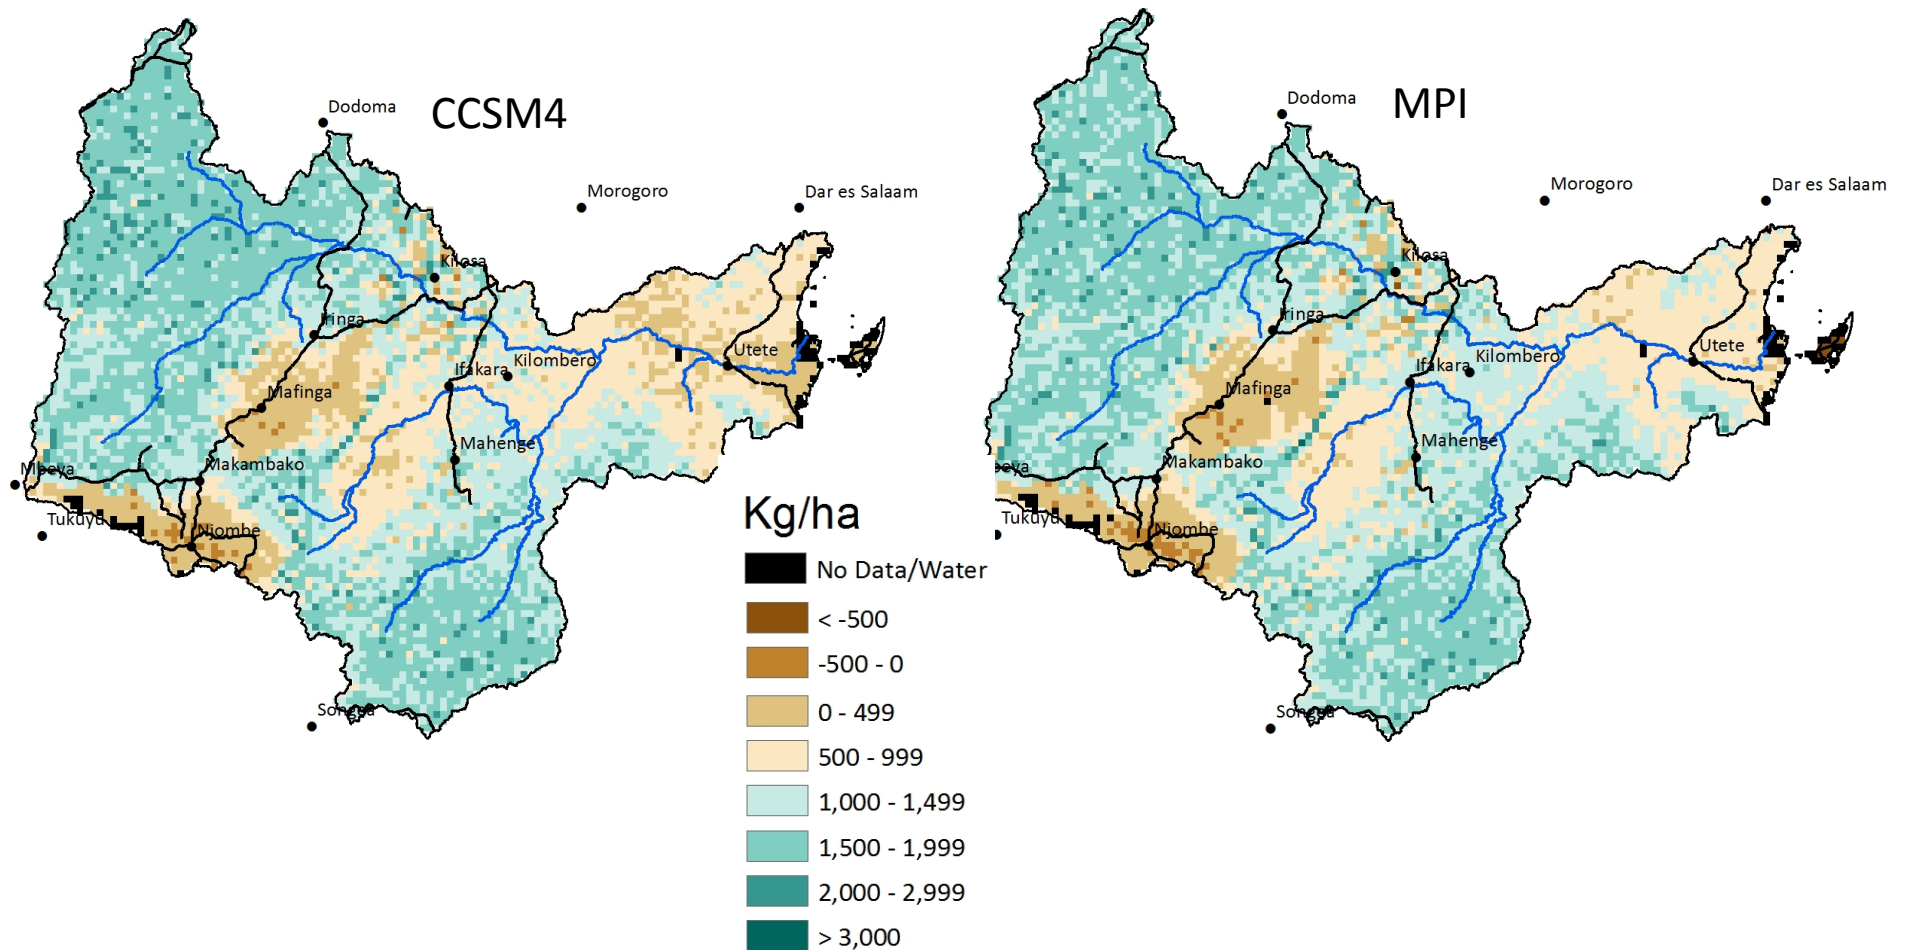 CCSM4
Dodoma
Morogoro
Dar es Salaam
Kilosa
Iringa
Utete
Kilombero
Ifakara
Mafinga
Mahenge
Makambako
Mbeya
Tukuyu
Njombe
Songea
Kg/ha
No Data/Water
< -500
-500 - 0
0 - 499
500 - 999
1,000 - 1,499
1,500 - 1,999
2,000 - 2,999
> 3,000
MPI
Dodoma
Morogoro
Dar es Salaam
Kilosa
Iringa
Utete
Kilombero
Ifakara
Mafinga
Mahenge
Makambako
beya
Tukuyu
Njombe
Songea